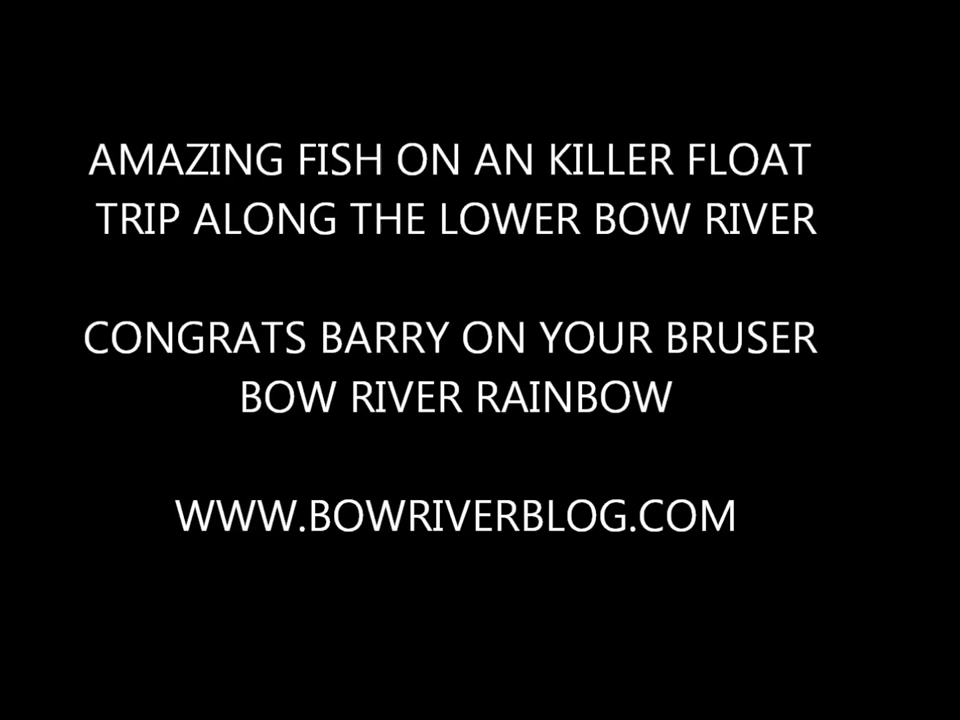 AMAZING FISH ON AN KILLER FLOAT
TRIP ALONG THE LOWER BOW RIVER
CONGRATS BARRY ON YOUR BRUSER
BOW RIVER RAINBOW
WWW.BOWRIVERBLOG.COM